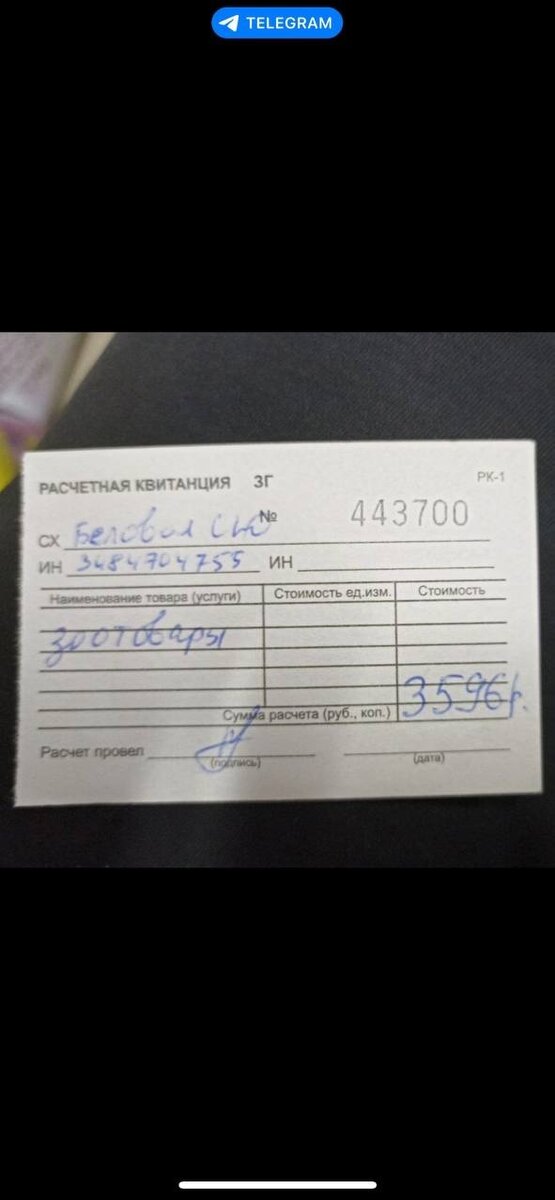 TELEGRAM
РАСЧЕТНАЯ КВИТАНЦИЯ ЗГ РК-1
№ 443700
СХ Беловол С.Ю
ИН 3484704755 ИН
Наименование товара (услуги) Стоимость ед.изм. Стоимость
зоотовары
Сумма расчета (руб., коп.) 3596р.
Расчет провел
(подпись) (дата)